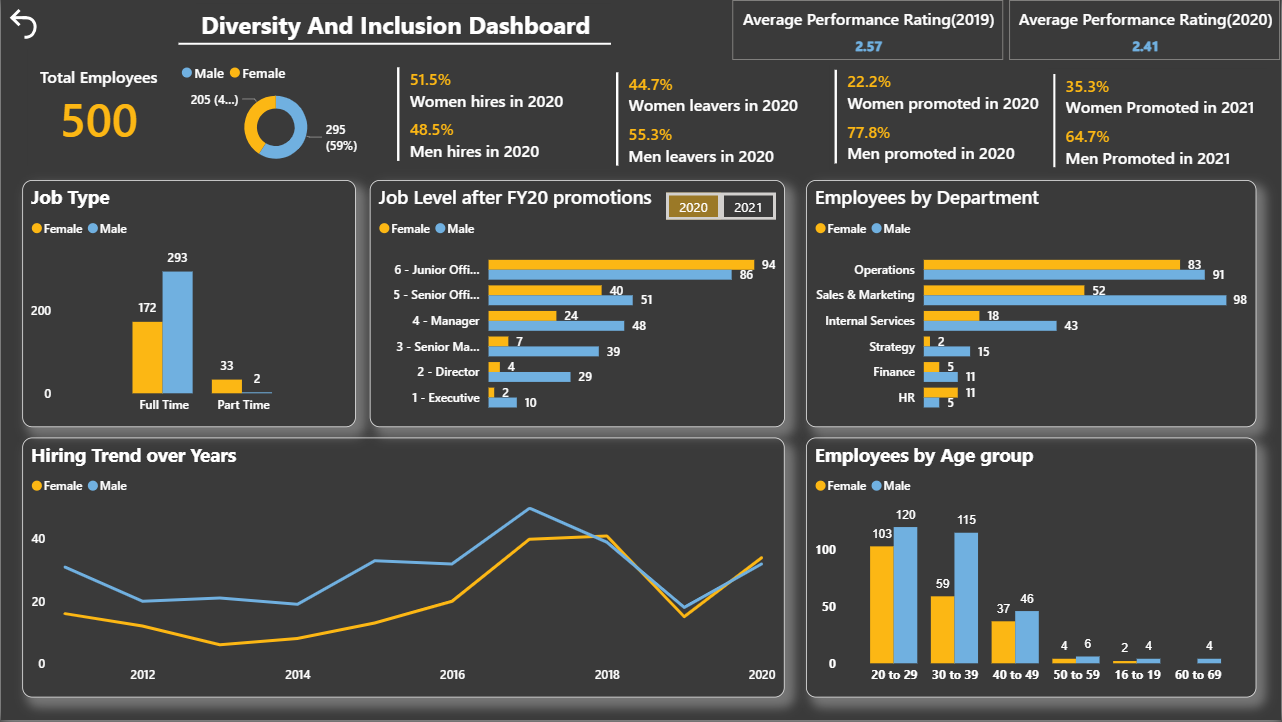 Diversity And Inclusion Dashboard
Average Performance Rating(2019)
2.57
Average Performance Rating(2020)
2.41
Total Employees
500
Male Female
205 (4...)
295
(59%)
51.5%
Women hires in 2020
48.5%
Men hires in 2020
44.7%
Women leavers in 2020
55.3%
Men leavers in 2020
22.2%
Women promoted in 2020
77.8%
Men promoted in 2020
35.3%
Women Promoted in 2021
64.7%
Men Promoted in 2021
Job Type
Female Male
200
0
172
293
33
2
Full Time
Part Time
Job Level after FY20 promotions
2020 2021
Female Male
6 - Junior Offi... 94
86
5 - Senior Offi... 40
51
4 - Manager 24
48
3 - Senior Ma... 7
39
2 - Director 4
29
1 - Executive 2
10
Employees by Department
Female Male
Operations 83
91
Sales & Marketing 52
98
Internal Services 18
43
Strategy 2
15
Finance 5
11
HR 11
5
Hiring Trend over Years
Female Male
40
20
0
2012 2014 2016 2018 2020
Employees by Age group
Female Male
100
50
0
103 120
59 115
37 46
4 6
2 4
4
20 to 29 30 to 39 40 to 49 50 to 59 16 to 19 60 to 69